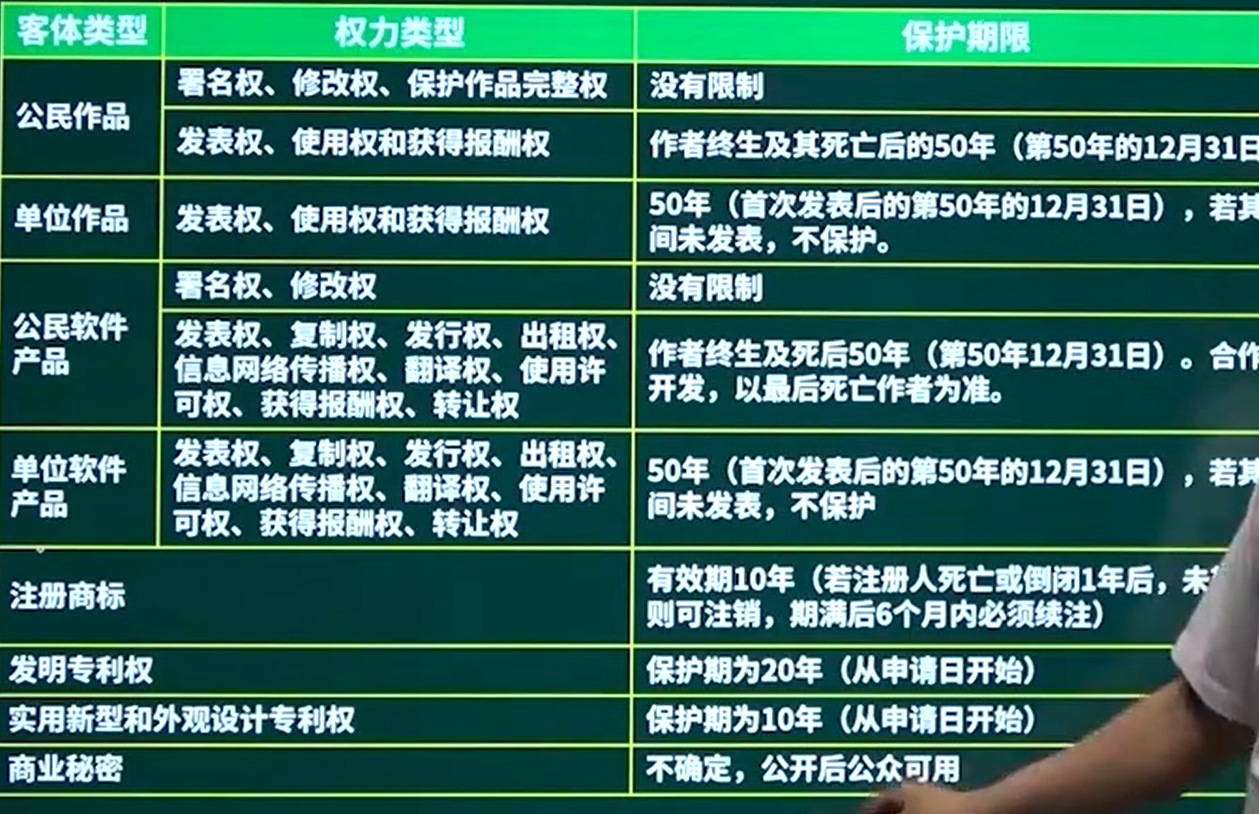 客体类型
权力类型
保护期限
公民作品
署名权、修改权、保护作品完整权
没有限制
发表权、使用权和获得报酬权
作者终生及其死亡后的50年（第50年的12月31日
单位作品
发表权、使用权和获得报酬权
50年（首次发表后的第50年的12月31日），若其
间未发表，不保护。
公民软件
产品
署名权、修改权
没有限制
发表权、复制权、发行权、出租权、
信息网络传播权、翻译权、使用许
可权、获得报酬权、转让权
作者终生及死后50年（第50年12月31日）。合作
开发，以最后死亡作者为准。
单位软件
产品
发表权、复制权、发行权、出租权、
信息网络传播权、翻译权、使用许
可权、获得报酬权、转让权
50年（首次发表后的第50年的12月31日），若其
间未发表，不保护
注册商标
有效期10年（若注册人死亡或倒闭1年后，未
则可注销，期满后6个月内必须续注）
发明专利权
保护期为20年（从申请日开始）
实用新型和外观设计专利权
保护期为10年（从申请日开始）
商业秘密
不确定，公开后公众可用